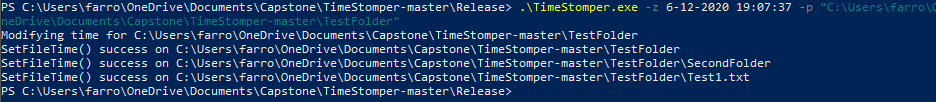 PS C:\Users\farro\OneDrive\Documents\Capstone\TimeStomper-master\Release> .\TimeStomper.exe -z 6-12-2020 19:07:37 -p "C:\Users\farro\O
neDrive\Documents\Capstone\TimeStomper-master\TestFolder"
Modifying time for C:\Users\farro\OneDrive\Documents\Capstone\TimeStomper-master\TestFolder
SetFileTime() success on C:\Users\farro\OneDrive\Documents\Capstone\TimeStomper-master\TestFolder
SetFileTime() success on C:\Users\farro\OneDrive\Documents\Capstone\TimeStomper-master\TestFolder\SecondFolder
SetFileTime() success on C:\Users\farro\OneDrive\Documents\Capstone\TimeStomper-master\TestFolder\Test1.txt
PS C:\Users\farro\OneDrive\Documents\Capstone\TimeStomper-master\Release>